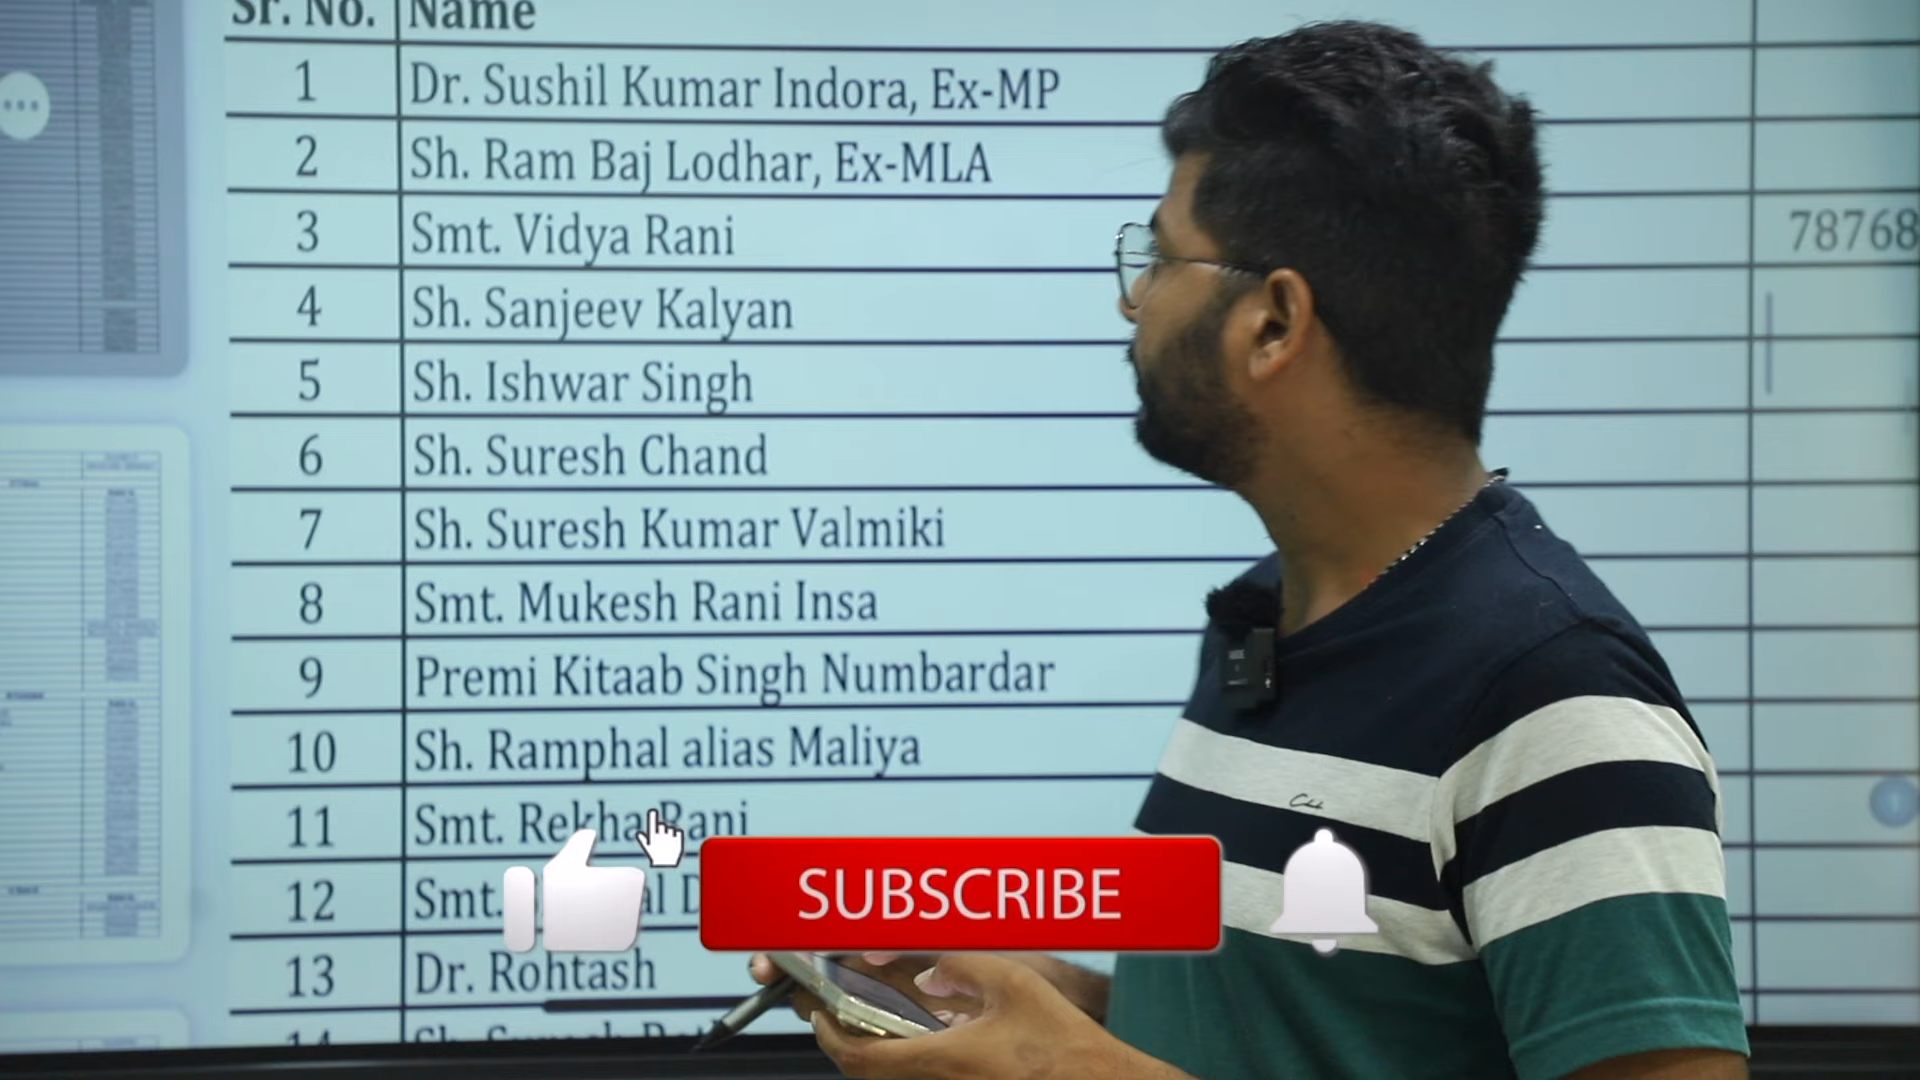 Sr. No. Name
1 Dr. Sushil Kumar Indora, Ex-MP
2 Sh. Ram Baj Lodhar, Ex-MLA
3 Smt. Vidya Rani 78768
4 Sh. Sanjeev Kalyan
5 Sh. Ishwar Singh
6 Sh. Suresh Chand
7 Sh. Suresh Kumar Valmiki
8 Smt. Mukesh Rani Insa
9 Premi Kitaab Singh Numbardar
10 Sh. Ramphal alias Maliya
11 Smt. Rekha Rani
12 Smt.
SUBSCRIBE
13 Dr. Rohtash
14 Sh. Suresh